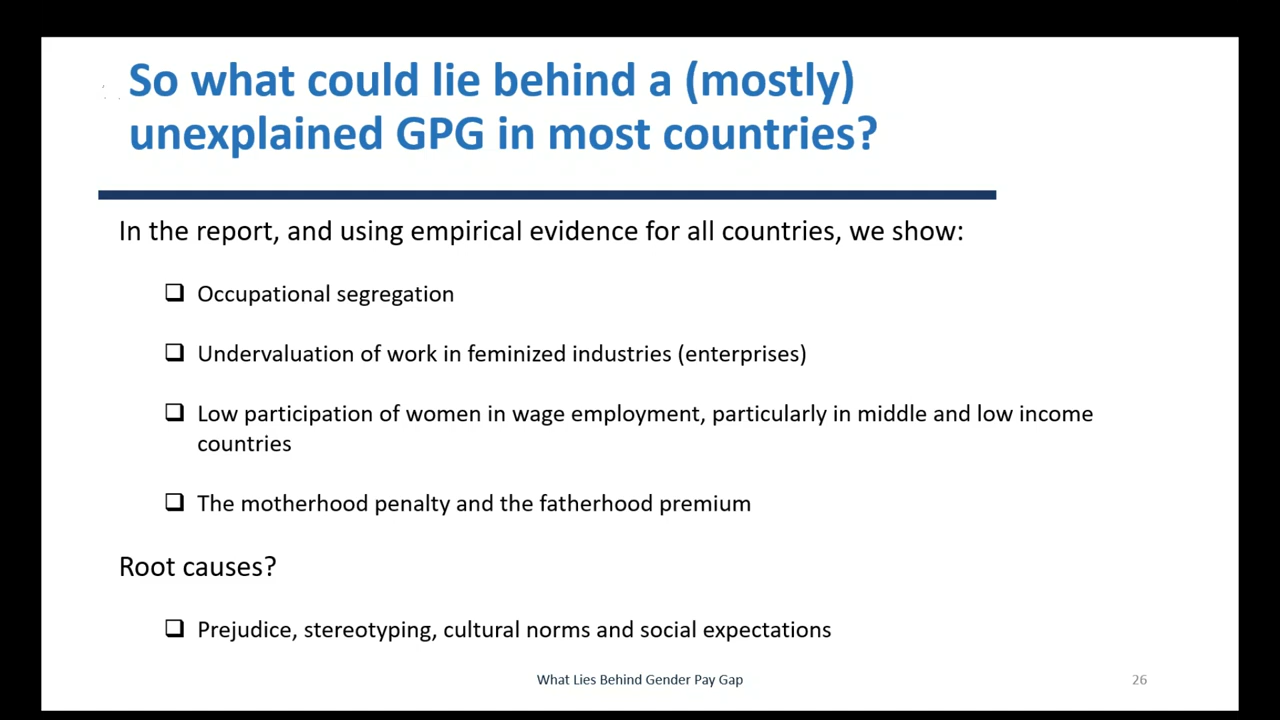 So what could lie behind a (mostly)
unexplained GPG in most countries?
In the report, and using empirical evidence for all countries, we show:
❑ Occupational segregation
❑ Undervaluation of work in feminized industries (enterprises)
❑ Low participation of women in wage employment, particularly in middle and low income
countries
❑ The motherhood penalty and the fatherhood premium
Root causes?
❑ Prejudice, stereotyping, cultural norms and social expectations
What Lies Behind Gender Pay Gap
26